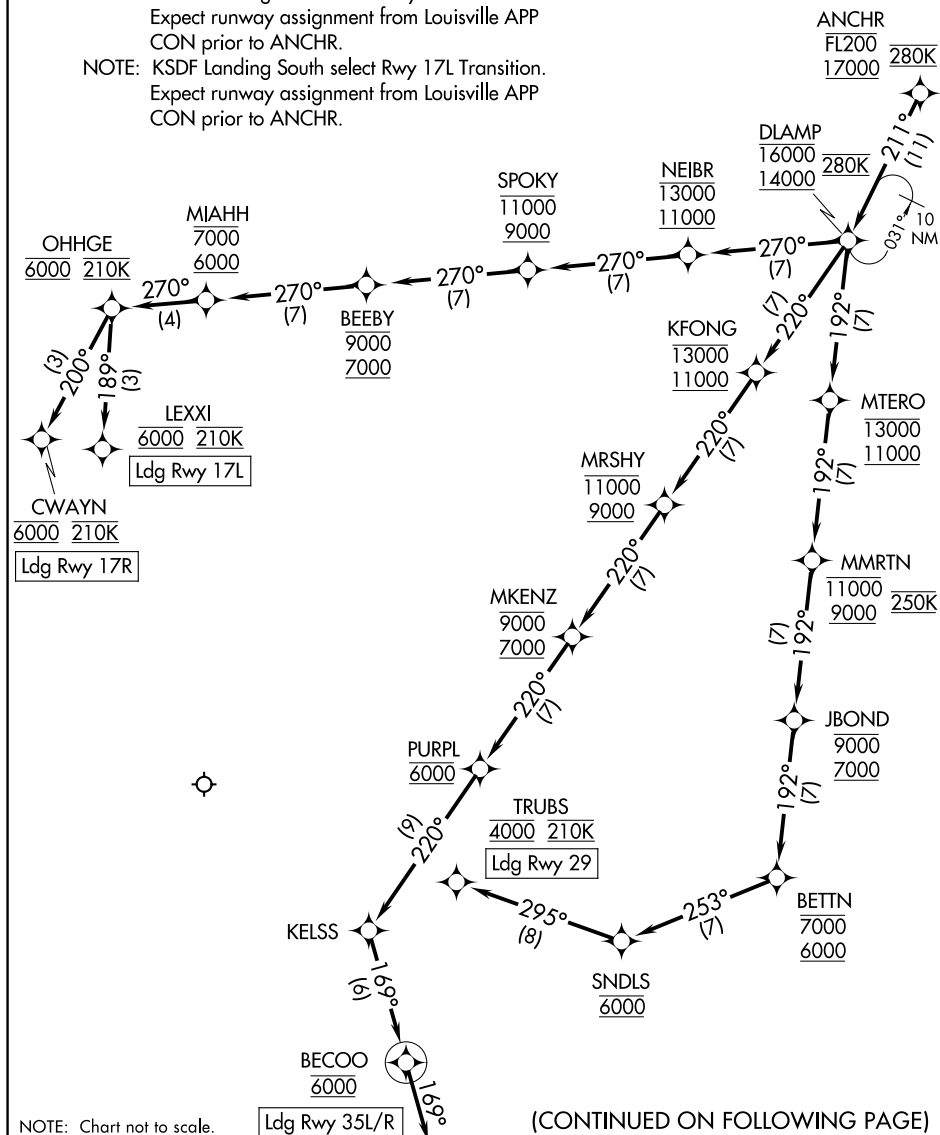 Expect runway assignment from Louisville APP
CON prior to ANCHR.
NOTE: KSDF Landing South select Rwy 17L Transition.
Expect runway assignment from Louisville APP
CON prior to ANCHR.
ANCHR
FL200
17000
280K
211°
(11)
DLAMP
16000
14000
280K
10
NM
031°
NEIBR
13000
11000
270°
(7)
SPOKY
11000
9000
270°
(7)
270°
(7)
BEEBY
9000
7000
MIAHH
7000
6000
270°
(7)
OHHGE
6000 210K
270°
(4)
(3)
200°
189°
(3)
LEXXI
6000 210K
Ldg Rwy 17L
CWAYN
6000 210K
Ldg Rwy 17R
(7)
220°
KFONG
13000
11000
220°
(7)
MRSHY
11000
9000
220°
(7)
MKENZ
9000
7000
220°
(7)
PURPL
6000
(9)
220°
KELSS
169°
(6)
BECOO
6000
169°
Ldg Rwy 35L/R
192°
(7)
MTERO
13000
11000
192°
(7)
MMRTN
11000
9000
250K
(7)
192°
JBOND
9000
7000
192°
(7)
BETTN
7000
6000
253°
(7)
SNDLS
6000
295°
(8)
TRUBS
4000 210K
Ldg Rwy 29
NOTE: Chart not to scale.
(CONTINUED ON FOLLOWING PAGE)